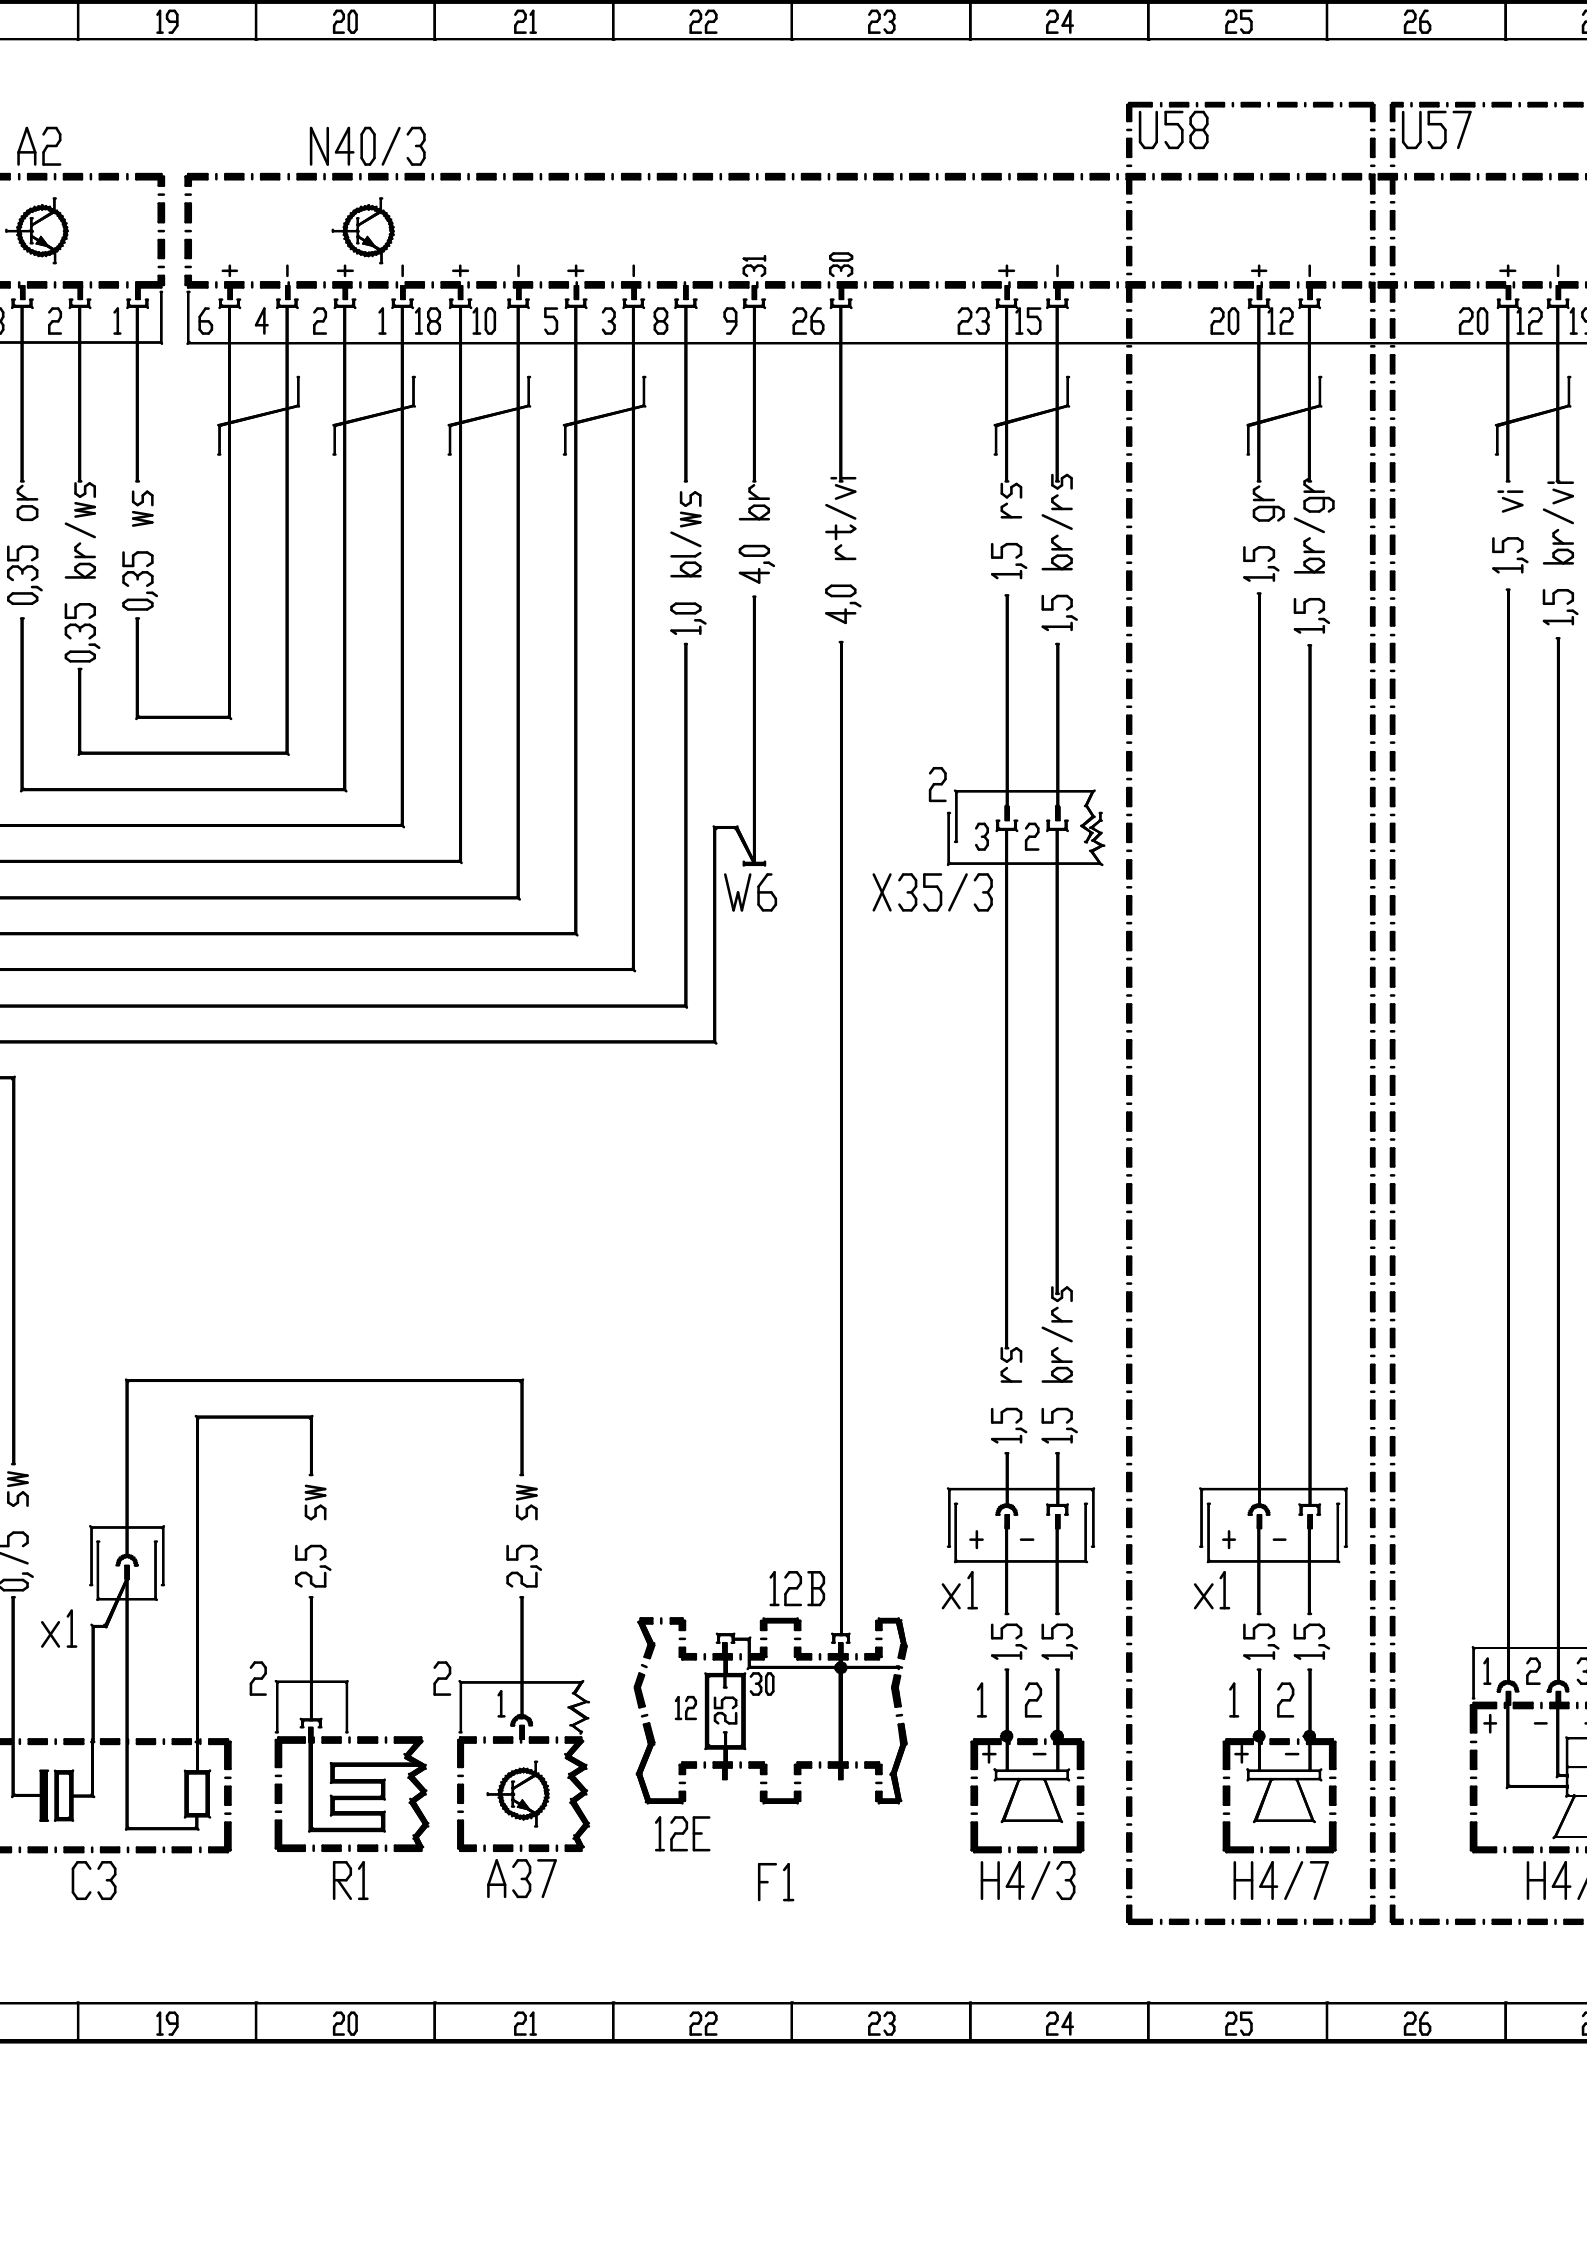 19 20 21 22 23 24 25 26
A2 N40/3 U58 U57
31 30
+ - + - + - + - + - + - + -
2 1 6 4 2 1 18 10 5 3 8 9 26 23 15 20 12 20 12
0,35 or
0,35 br/ws
0,35 ws
1,0 bl/ws
4,0 br
4,0 rt/vi
1,5 rs
1,5 br/rs
1,5 gr
1,5 br/gr
1,5 vi
1,5 br/vi
2
3 2
W6 X35/3
1,5 rs
1,5 br/rs
sw
2,5 sw
2,5 sw
+ - + -
x1 12B x1 x1
1,5 1,5 1,5 1,5
2 2 1 12 25 30 1 2 1 2 1 2
+ - + - + -
12E
C3 R1 A37 F1 H4/3 H4/7 H4/
19 20 21 22 23 24 25 26